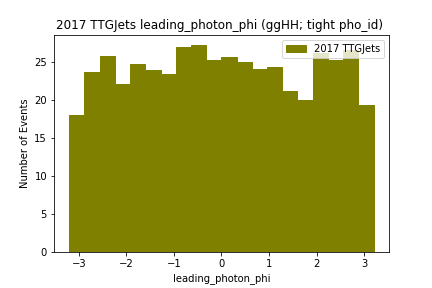 2017 TTGJets leading_photon_phi (ggHH; tight pho_id)
2017 TTGJets
Number of Events
25
20
15
10
5
0
−3 −2 −1 0 1 2 3
leading_photon_phi